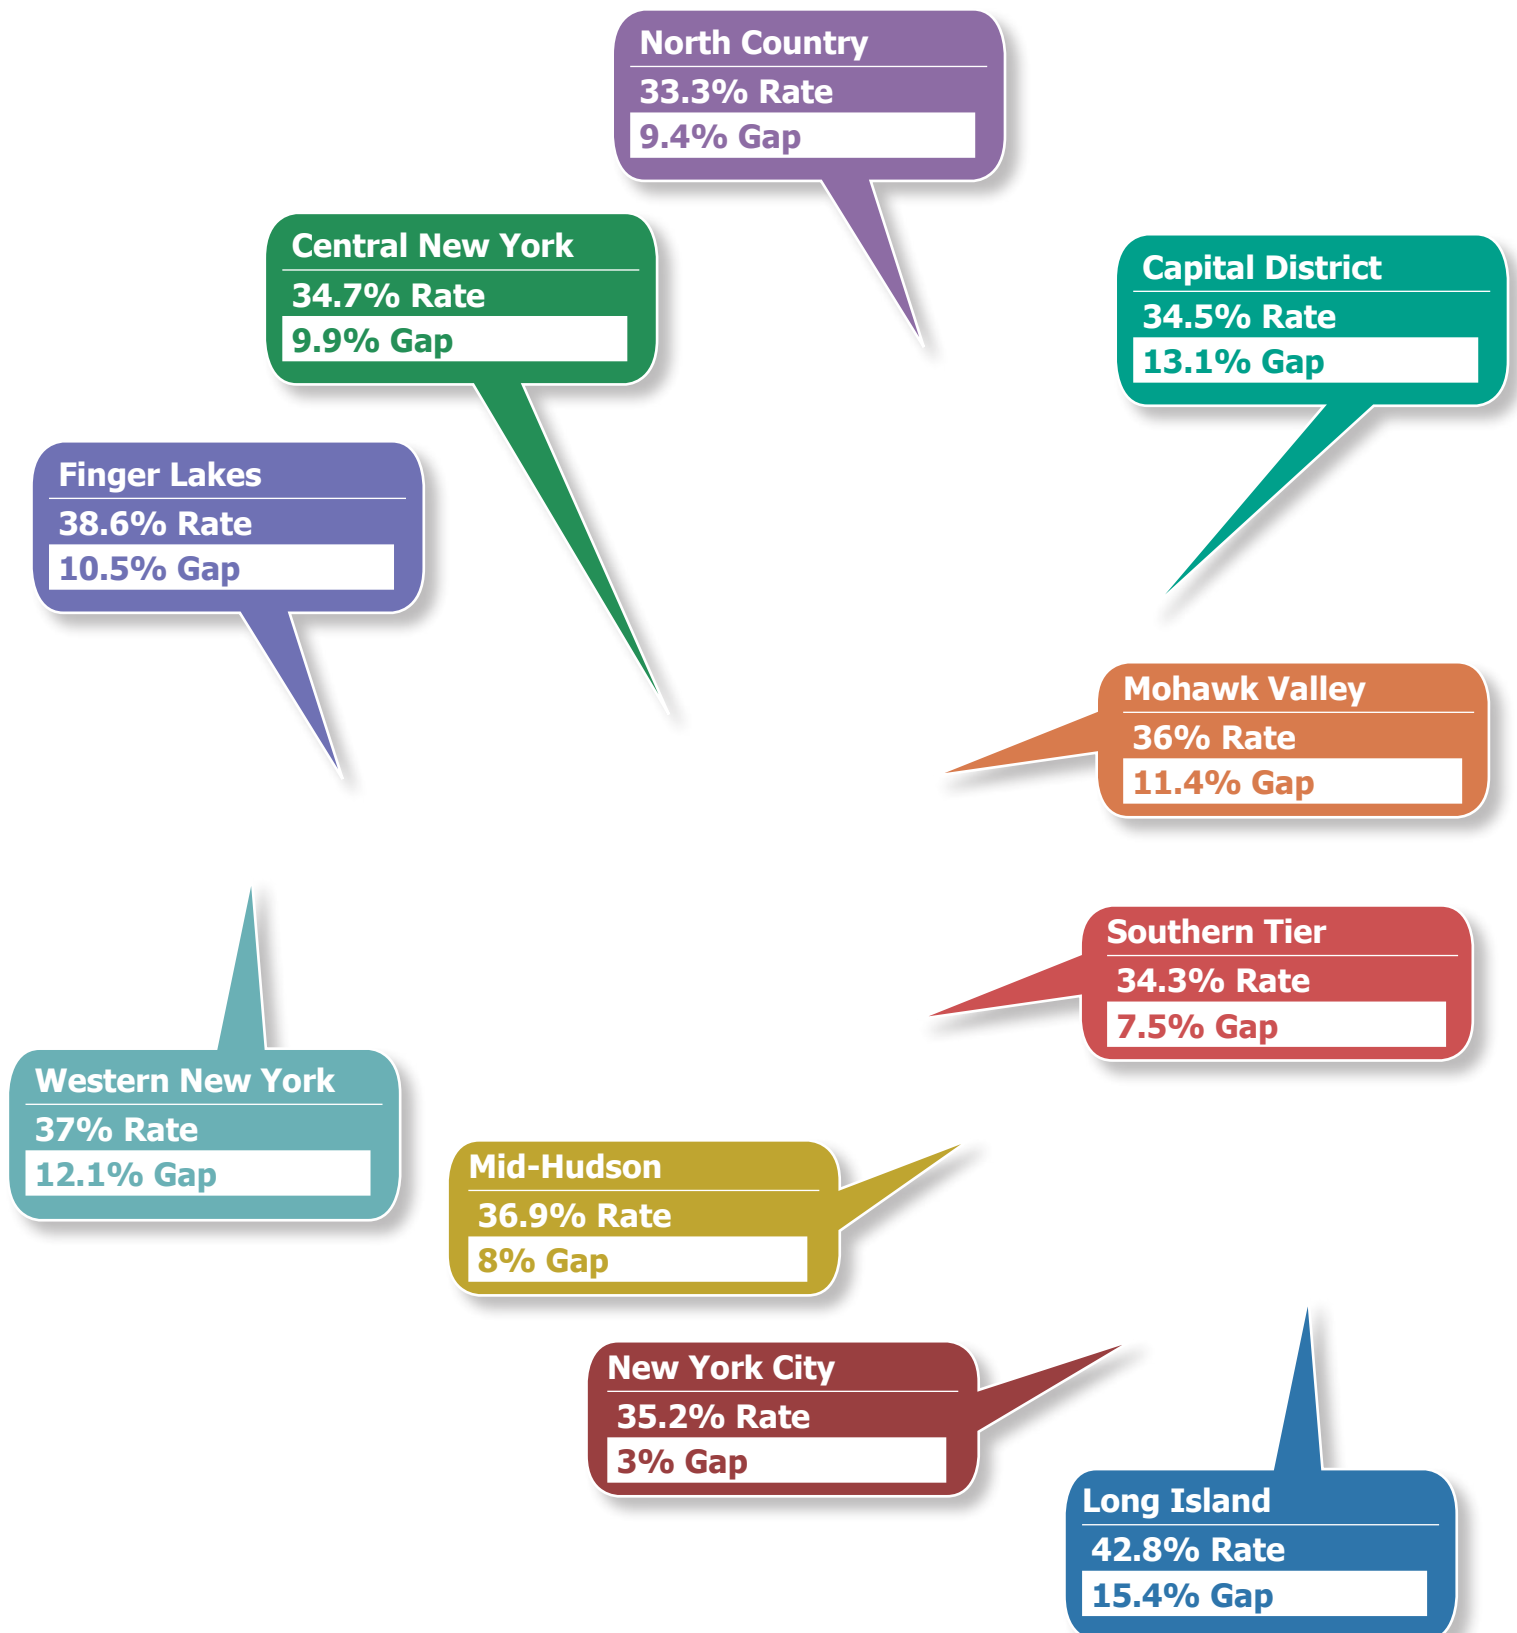 North Country
33.3% Rate
9.4% Gap
Central New York
34.7% Rate
9.9% Gap
Capital District
34.5% Rate
13.1% Gap
Finger Lakes
38.6% Rate
10.5% Gap
Mohawk Valley
36% Rate
11.4% Gap
Southern Tier
34.3% Rate
7.5% Gap
Western New York
37% Rate
12.1% Gap
Mid-Hudson
36.9% Rate
8% Gap
New York City
35.2% Rate
3% Gap
Long Island
42.8% Rate
15.4% Gap